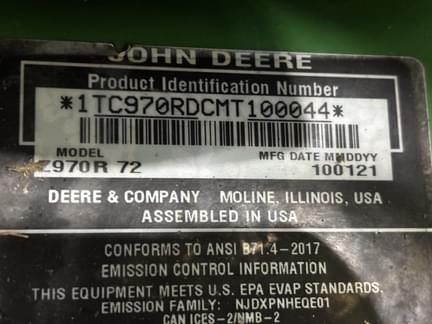 JOHN DEERE
Product Identification Number
*1TC970RDCMT100044*
MODEL MFG DATE MMDDYY
Z970R 72 100121
DEERE & COMPANY MOLINE, ILLINOIS, USA
ASSEMBLED IN USA
CONFORMS TO ANSI B71.4-2017
EMISSION CONTROL INFORMATION
THIS EQUIPMENT MEETS U.S. EPA EVAP STANDARDS.
EMISSION FAMILY: NJDXPNHEQE01
CAN ICES-2/NMB-2